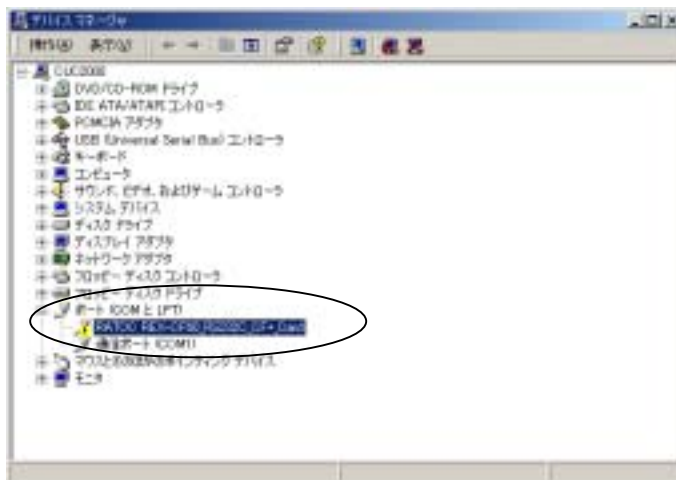 デバイス マネージャ
操作(A) 表示(V)
CUC2000
DVD/CD-ROM ドライブ
IDE ATA/ATAPI コントローラ
PCMCIA アダプタ
USB (Universal Serial Bus) コントローラ
キーボード
コンピュータ
サウンド、ビデオ、およびゲーム コントローラ
システム デバイス
ディスク ドライブ
ディスプレイ アダプタ
ネットワーク アダプタ
フロッピー ディスク コントローラ
フロッピー ディスク ドライブ
ポート (COM と LPT)
RATOC REX-CF60 RS232C CF+ Card
通信ポート (COM1)
マウスとそのほかのポインティング デバイス
モニタ